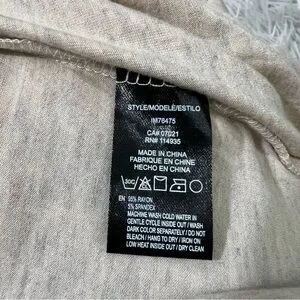 STYLE/MODELE/ESTILO
IM76475
CA# 07021
RN# 114935
MADE IN CHINA
FABRIQUE EN CHINE
HECHO EN CHINA
EN 95% RAYON
5% SPANDEX
MACHINE WASH COLD WATER IN
GENTLE CYCLE INSIDE OUT / WASH
DARK COLOR SEPARATELY / DO NOT
BLEACH / HANG TO DRY / IRON ON
LOW HEAT INSIDE OUT / DRY CLEAN